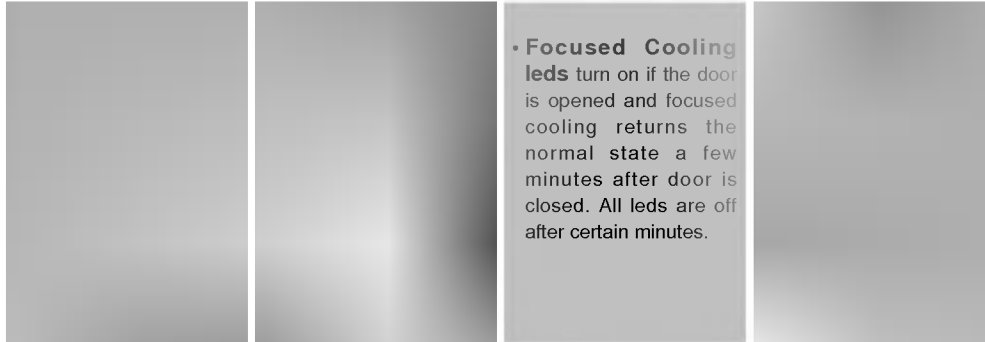 • Focused Cooling
leds turn on if the door
is opened and focused
cooling returns the
normal state a few
minutes after door is
closed. All leds are off
after certain minutes.